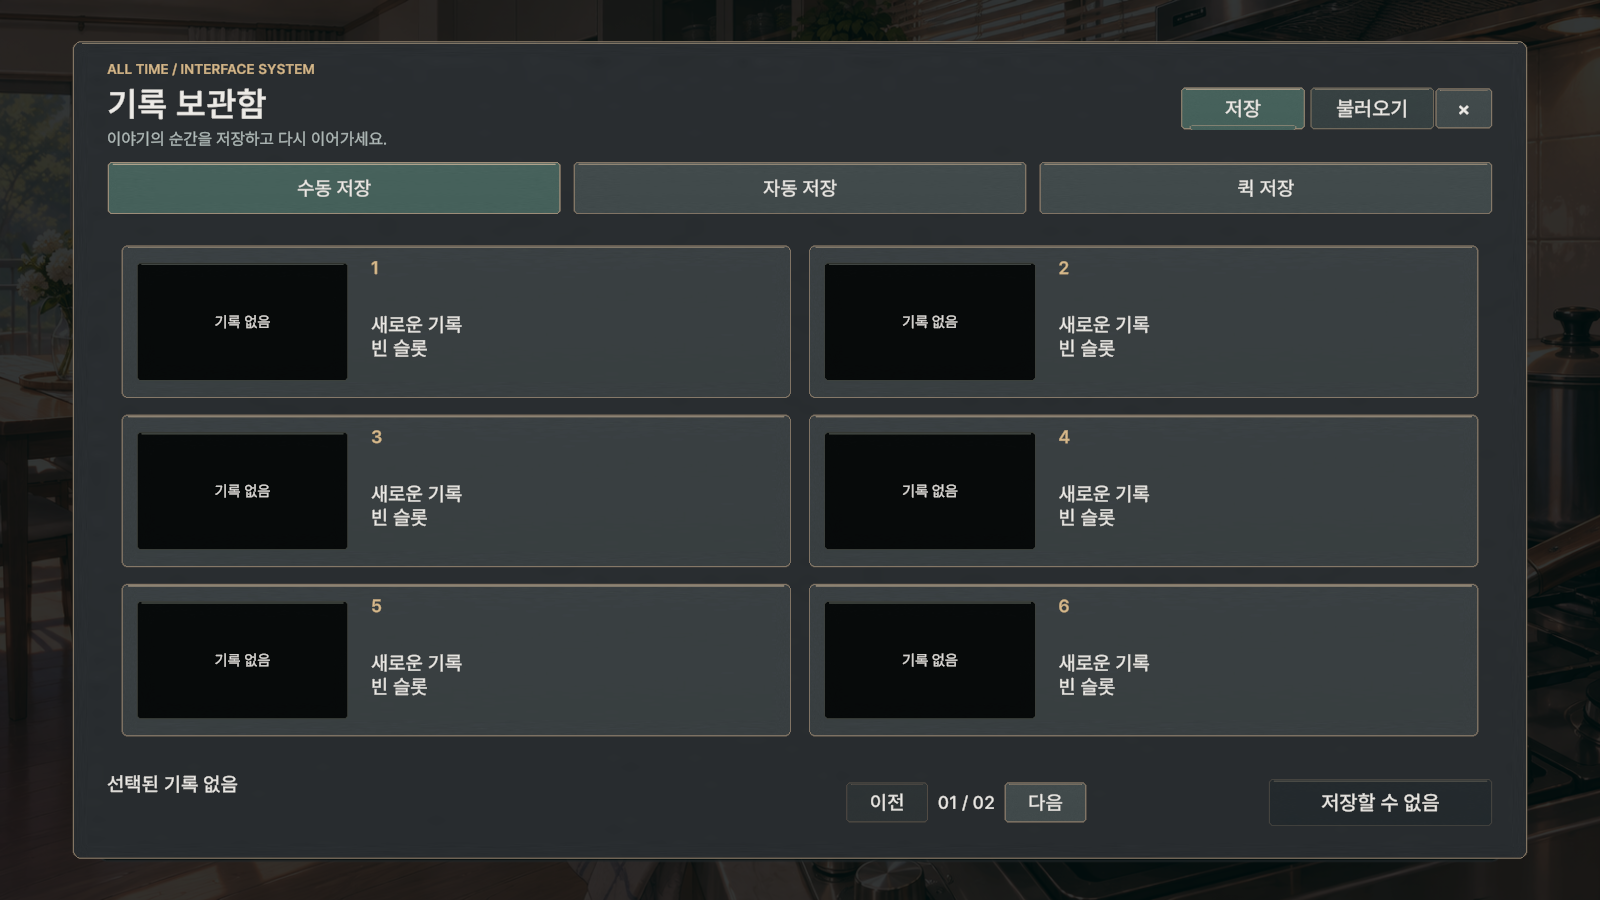 ALL TIME / INTERFACE SYSTEM
기록 보관함
이야기의 순간을 저장하고 다시 이어가세요.
저장
불러오기
×
수동 저장
자동 저장
퀵 저장
1
기록 없음
새로운 기록
빈 슬롯
2
기록 없음
새로운 기록
빈 슬롯
3
기록 없음
새로운 기록
빈 슬롯
4
기록 없음
새로운 기록
빈 슬롯
5
기록 없음
새로운 기록
빈 슬롯
6
기록 없음
새로운 기록
빈 슬롯
선택된 기록 없음
이전
01 / 02
다음
저장할 수 없음